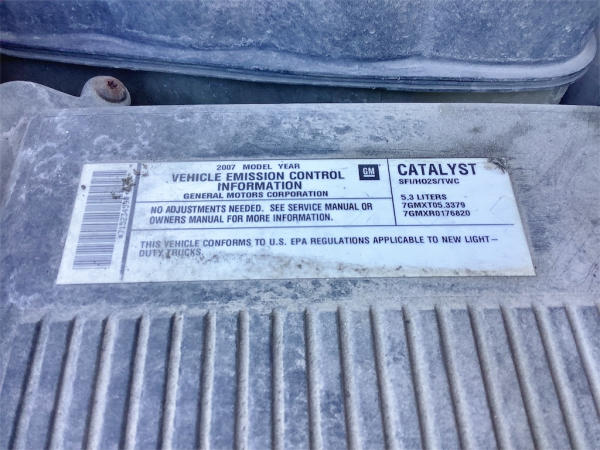 2007 MODEL YEAR
VEHICLE EMISSION CONTROL
INFORMATION
GENERAL MOTORS CORPORATION
GM
CATALYST
SFI/HO2S/TWC
NO ADJUSTMENTS NEEDED. SEE SERVICE MANUAL OR
OWNERS MANUAL FOR MORE INFORMATION.
5.3 LITERS
7GMXT05.3379
7GMXR0176820
THIS VEHICLE CONFORMS TO U.S. EPA REGULATIONS APPLICABLE TO NEW LIGHT-
DUTY TRUCKS.